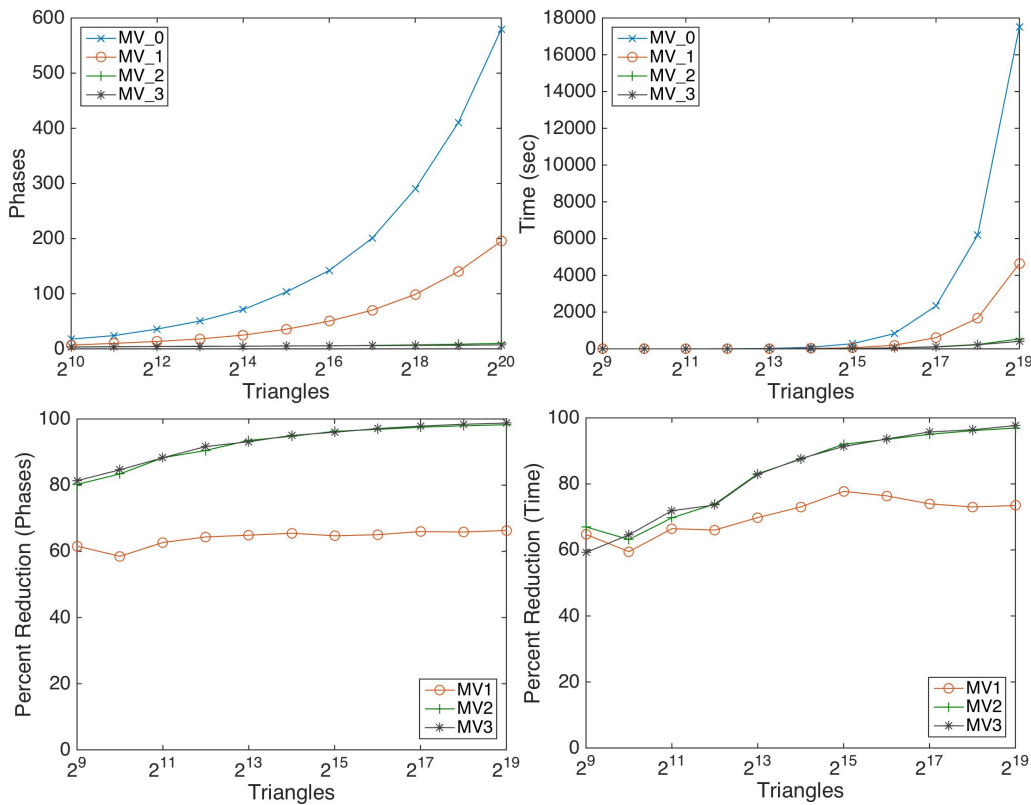 600
500
400
300
200
100
0
Phases
MV_0
MV_1
MV_2
MV_3
2^10 2^12 2^14 2^16 2^18 2^20
Triangles
18000
16000
14000
12000
10000
8000
6000
4000
2000
0
Time (sec)
MV_0
MV_1
MV_2
MV_3
2^9 2^11 2^13 2^15 2^17 2^19
Triangles
100
80
60
40
20
0
Percent Reduction (Phases)
MV1
MV2
MV3
2^9 2^11 2^13 2^15 2^17 2^19
Triangles
100
80
60
40
20
0
Percent Reduction (Time)
MV1
MV2
MV3
2^9 2^11 2^13 2^15 2^17 2^19
Triangles